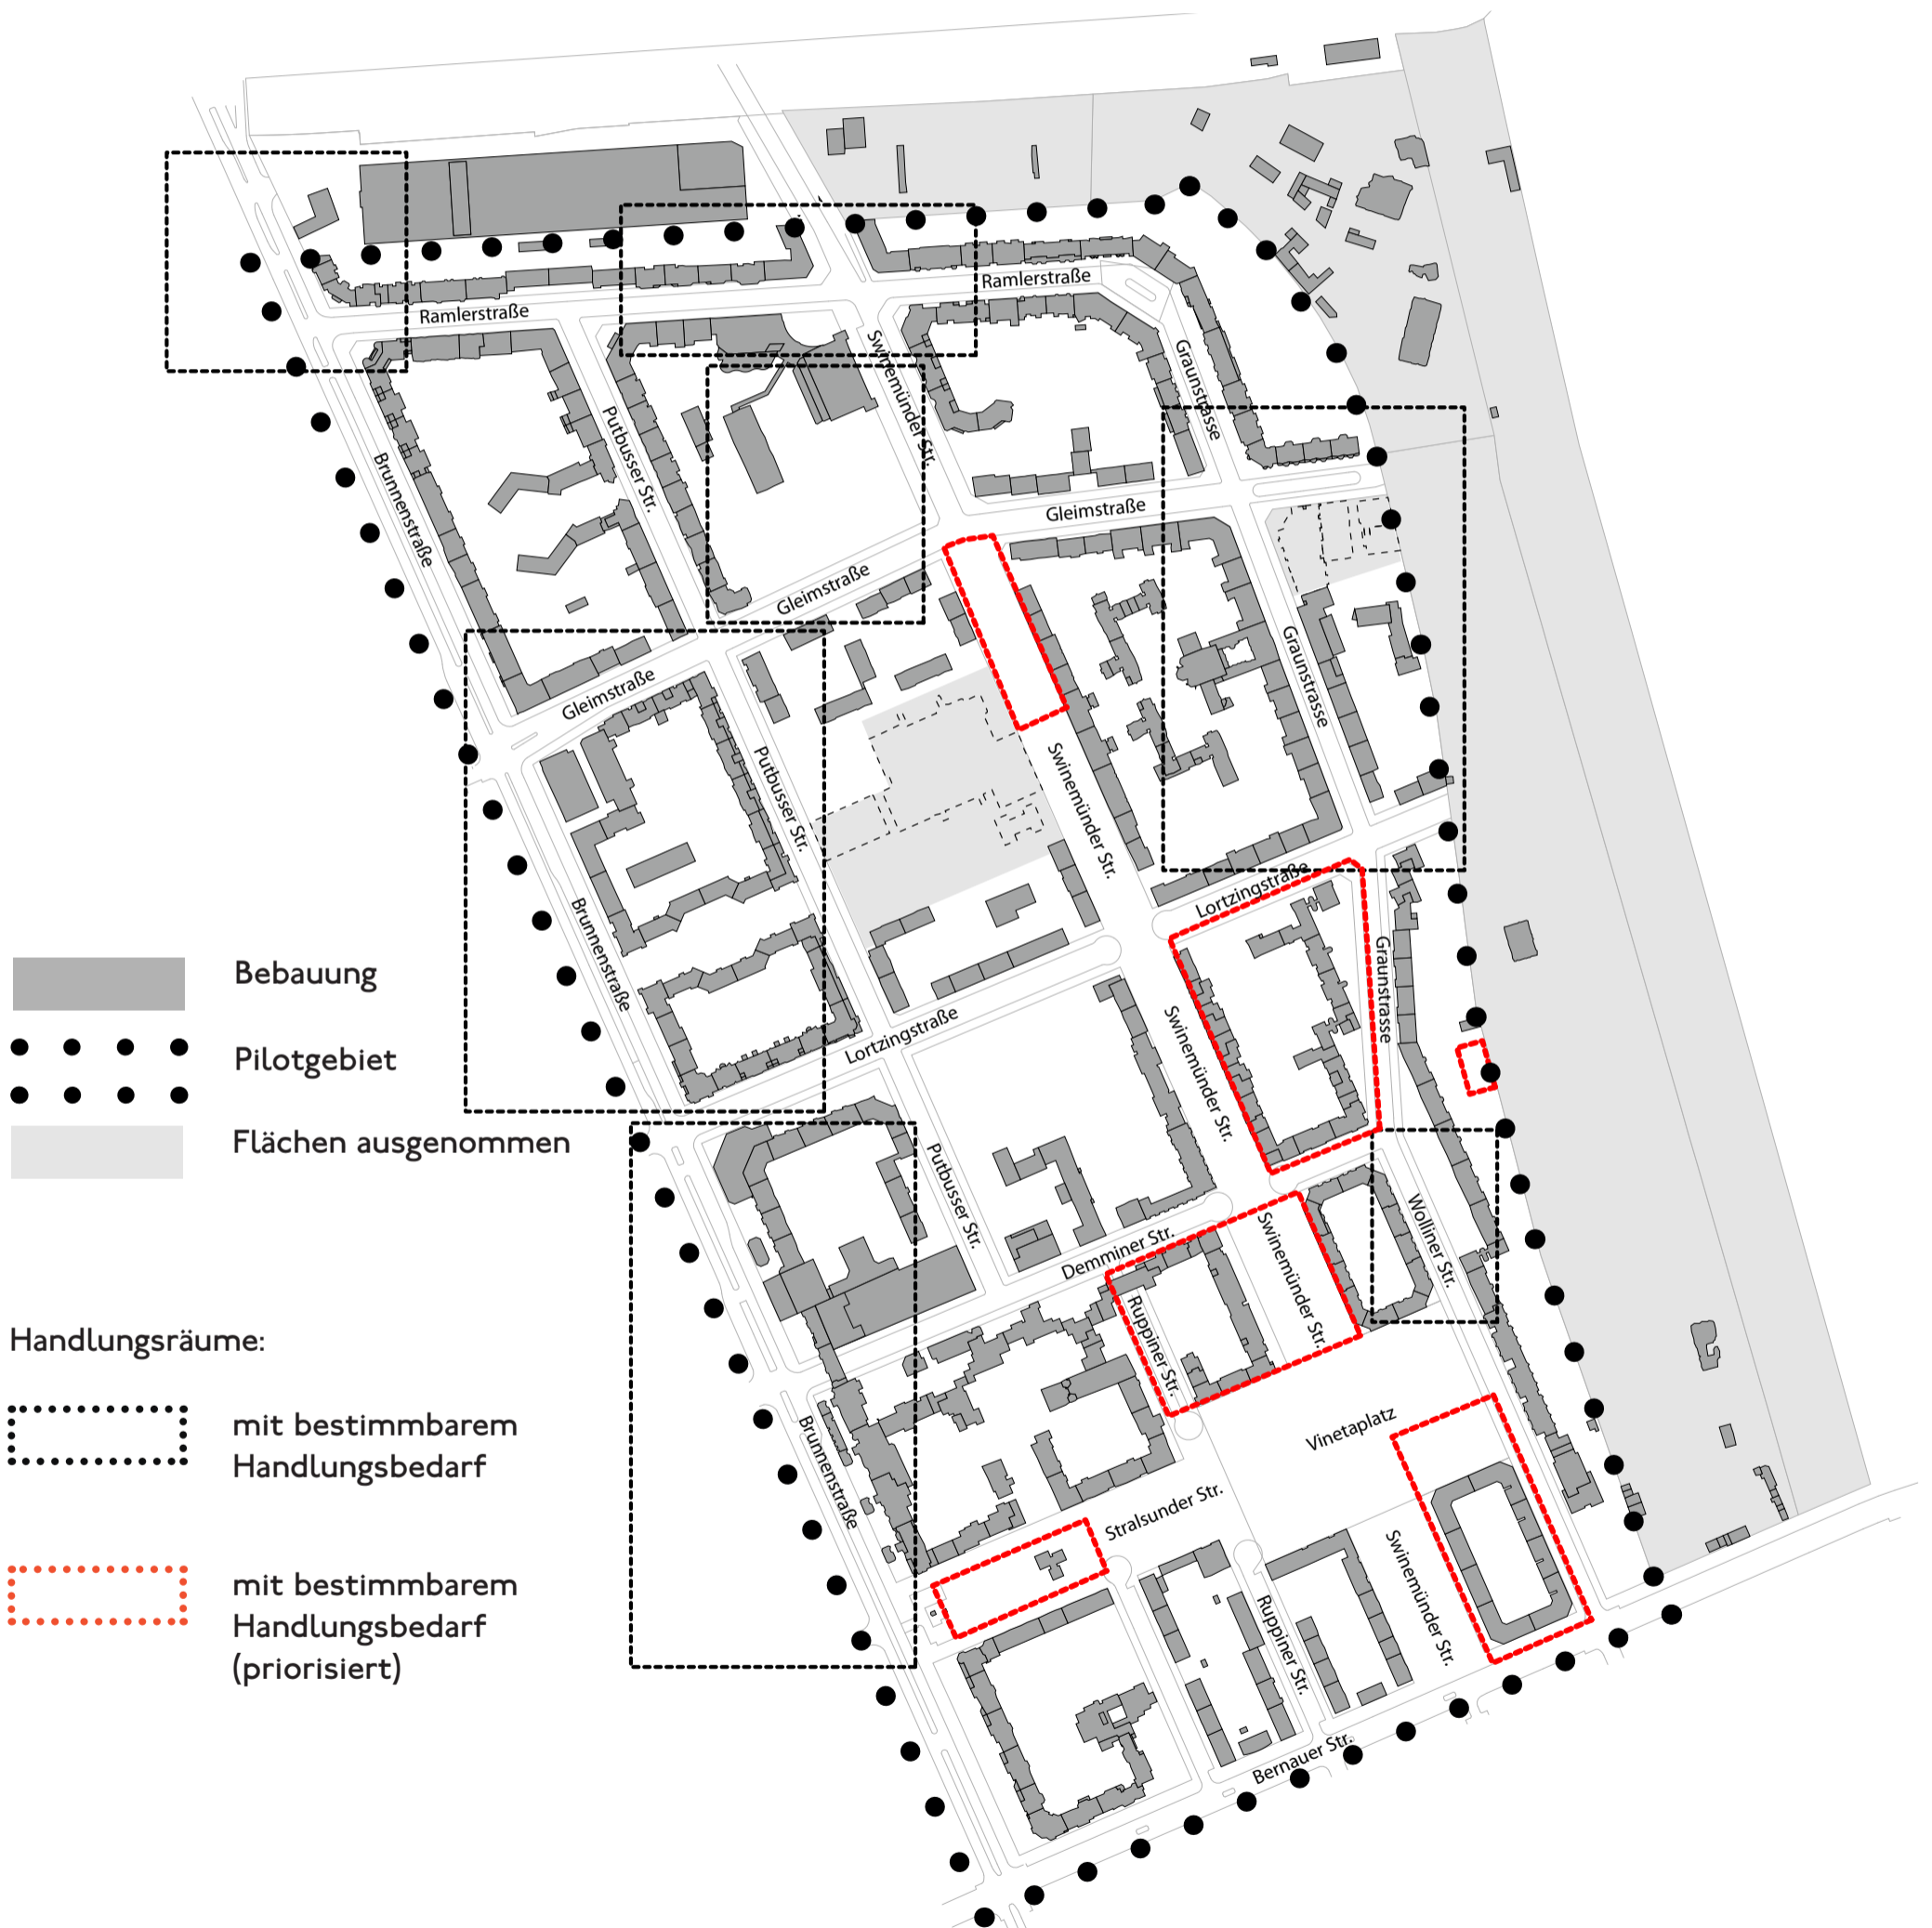 Ramlerstraße
Ramlerstraße
Swinemünder Str.
Graunstrasse
Putbusser Str.
Brunnenstraße
Gleimstraße
Gleimstraße
Gleimstraße
Graunstrasse
Putbusser Str.
Swinemünder Str.
Lortzingstraße
Brunnenstraße
Graunstrasse
Lortzingstraße
Swinemünder Str.
Putbusser Str.
Demminer Str.
Swinemünder Str.
Wolliner Str.
Ruppiner Str.
Brunnenstraße
Vinetaplatz
Stralsunder Str.
Swinemünder Str.
Ruppiner Str.
Bernauer Str.
Bebauung
Pilotgebiet
Flächen ausgenommen
Handlungsräume:
mit bestimmbarem
Handlungsbedarf
mit bestimmbarem
Handlungsbedarf
(priorisiert)